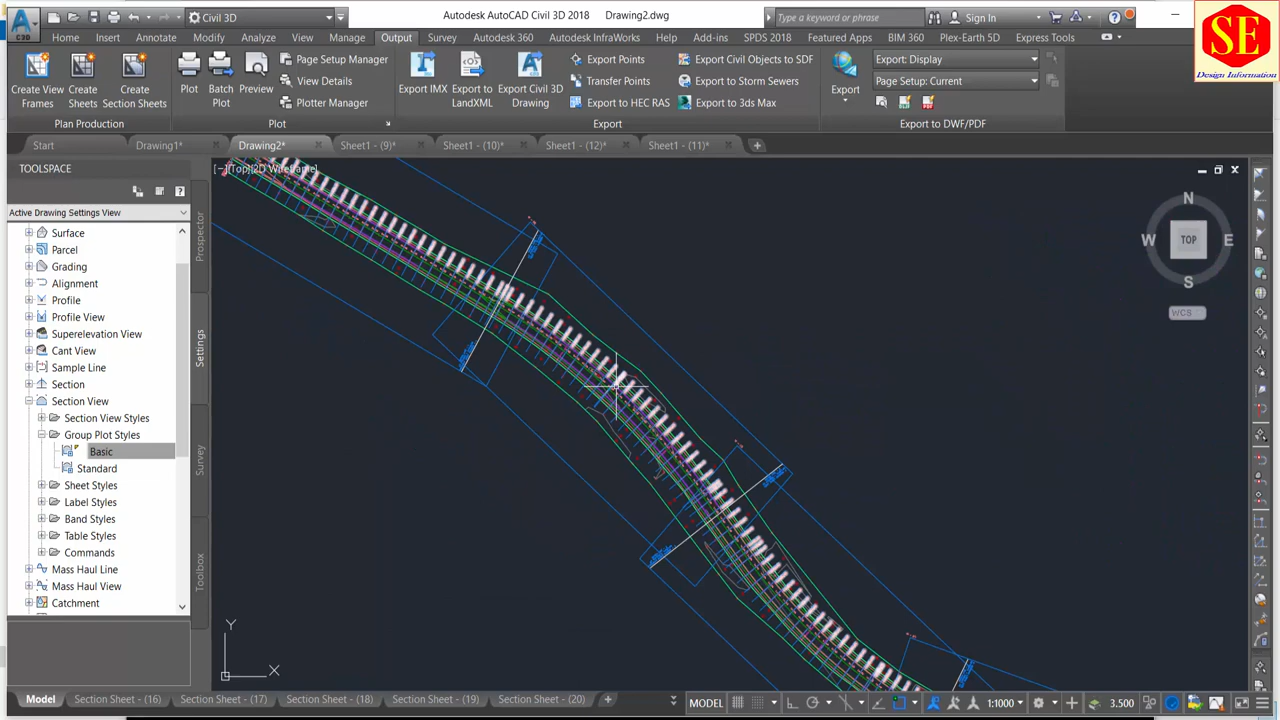 Civil 3D
Autodesk AutoCAD Civil 3D 2018 Drawing2.dwg
Type a keyword or phrase
Sign In
SE
Design Information
C3D
Home Insert Annotate Modify Analyze View Manage Output Survey Autodesk 360 Autodesk InfraWorks Help Add-ins SPDS 2018 Featured Apps BIM 360 Plex-Earth 5D Express Tools
Create View Frames
Create Sheets
Create Section Sheets
Plan Production
Plot
Batch Plot
Preview
Page Setup Manager
View Details
Plotter Manager
Plot
Export IMX
Export to LandXML
Export Civil 3D Drawing
Export Points
Transfer Points
Export to HEC RAS
Export Civil Objects to SDF
Export to Storm Sewers
Export to 3ds Max
Export
Export
Export: Display
Page Setup: Current
Export to DWF/PDF
Start Drawing1* Drawing2* Sheet1 - (9)* Sheet1 - (10)* Sheet1 - (12)* Sheet1 - (11)*
TOOLSPACE
[−][Top][2D Wireframe]
Active Drawing Settings View
Surface
Parcel
Grading
Alignment
Profile
Profile View
Superelevation View
Cant View
Sample Line
Section
Section View
Section View Styles
Group Plot Styles
Basic
Standard
Sheet Styles
Label Styles
Band Styles
Table Styles
Commands
Mass Haul Line
Mass Haul View
Catchment
Prospector
Settings
Survey
Toolbox
N
W TOP E
S
WCS
Y
X
Model Section Sheet - (16) Section Sheet - (17) Section Sheet - (18) Section Sheet - (19) Section Sheet - (20)
MODEL
1:1000
3.500